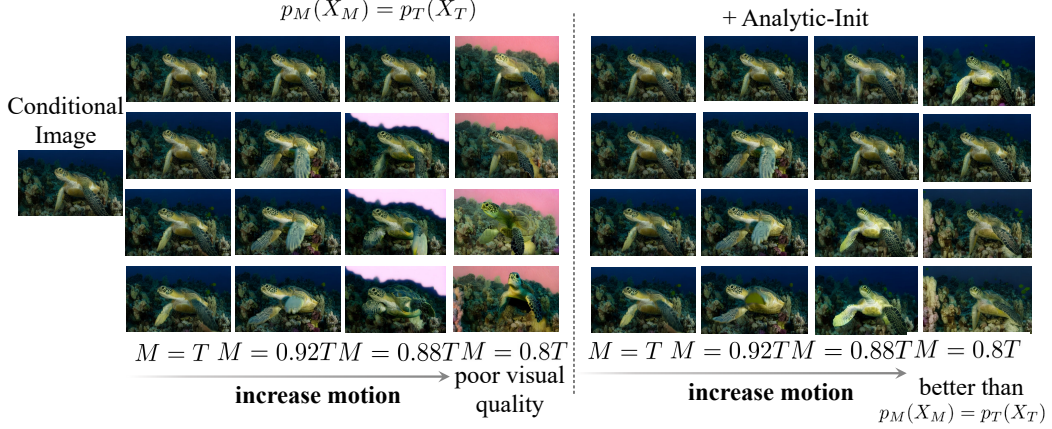 $p_M(X_M) = p_T(X_T)$
+ Analytic-Init
Conditional
Image
$M = T$ $M = 0.92T$ $M = 0.88T$ $M = 0.8T$
increase motion
poor visual
quality
$M = T$ $M = 0.92T$ $M = 0.88T$ $M = 0.8T$
increase motion
better than
$p_M(X_M) = p_T(X_T)$